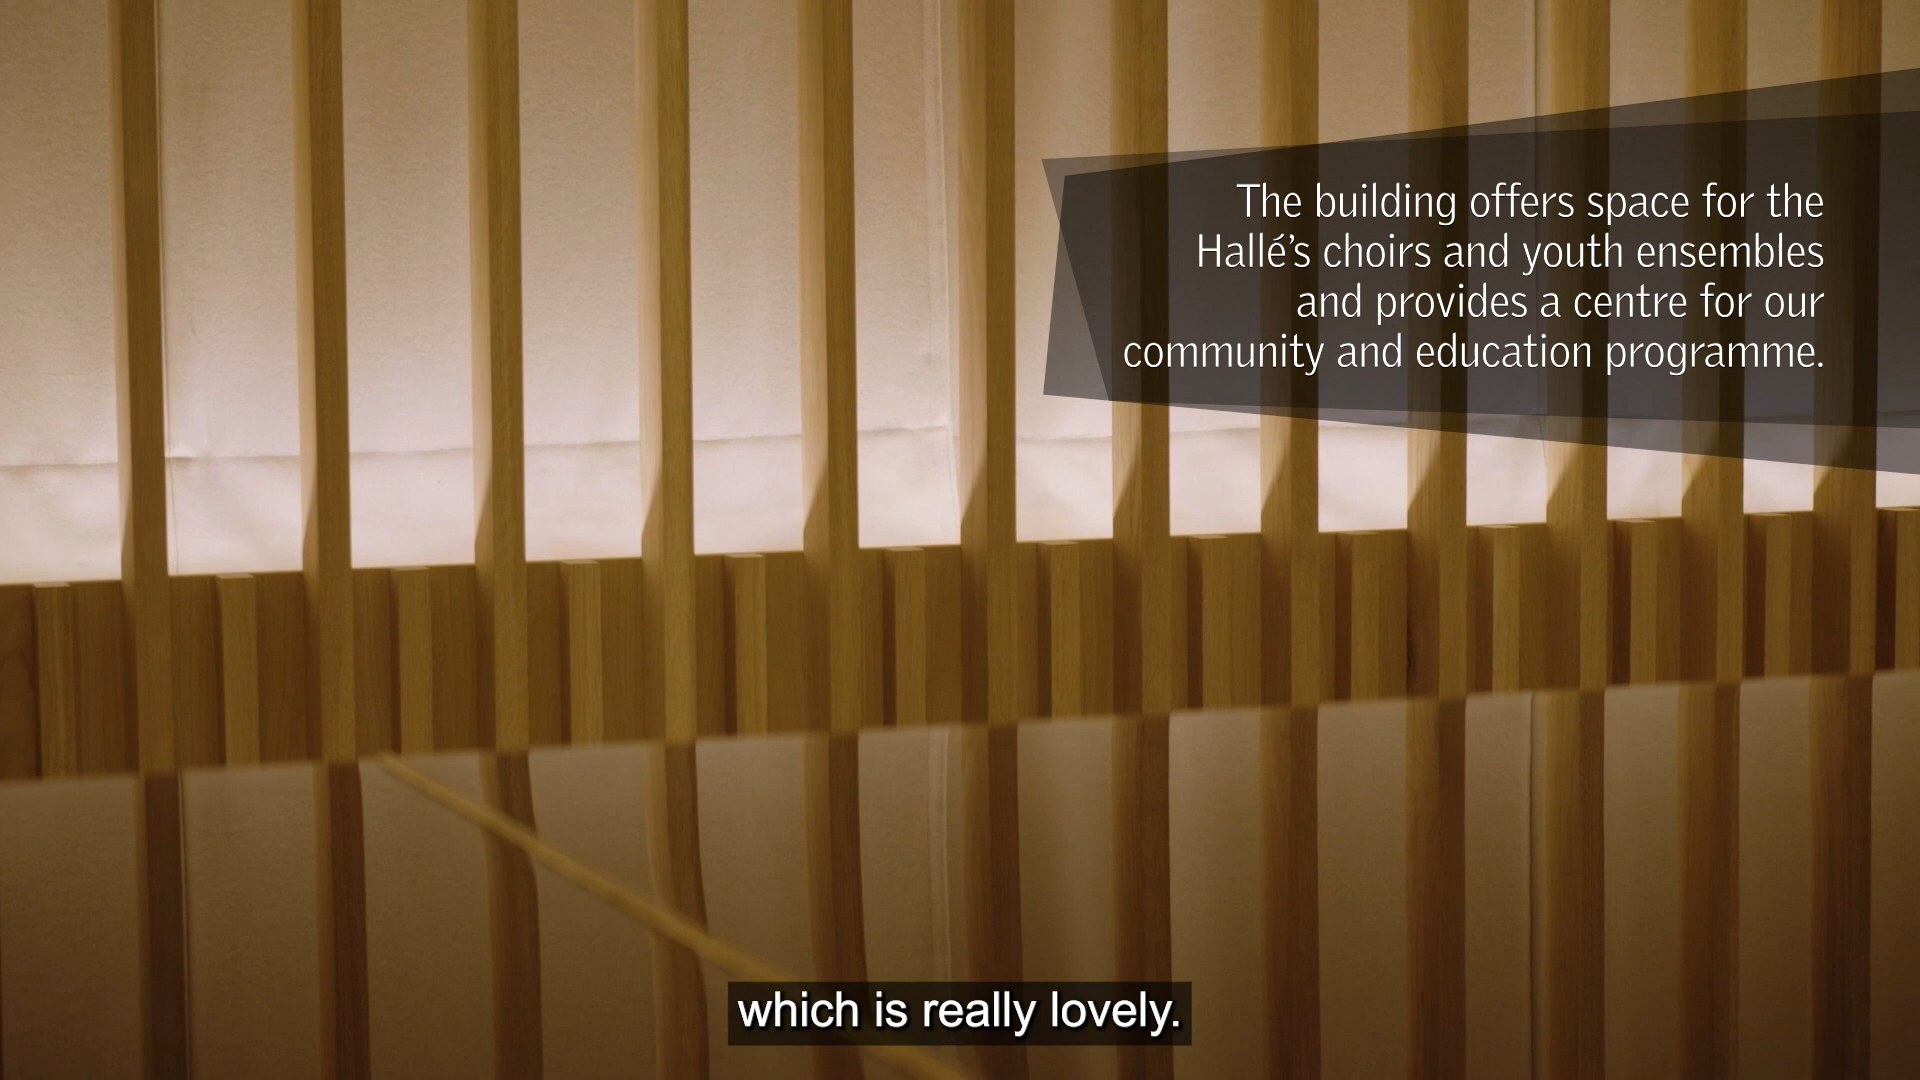 The building offers space for the
Hallé’s choirs and youth ensembles
and provides a centre for our
community and education programme.
which is really lovely.